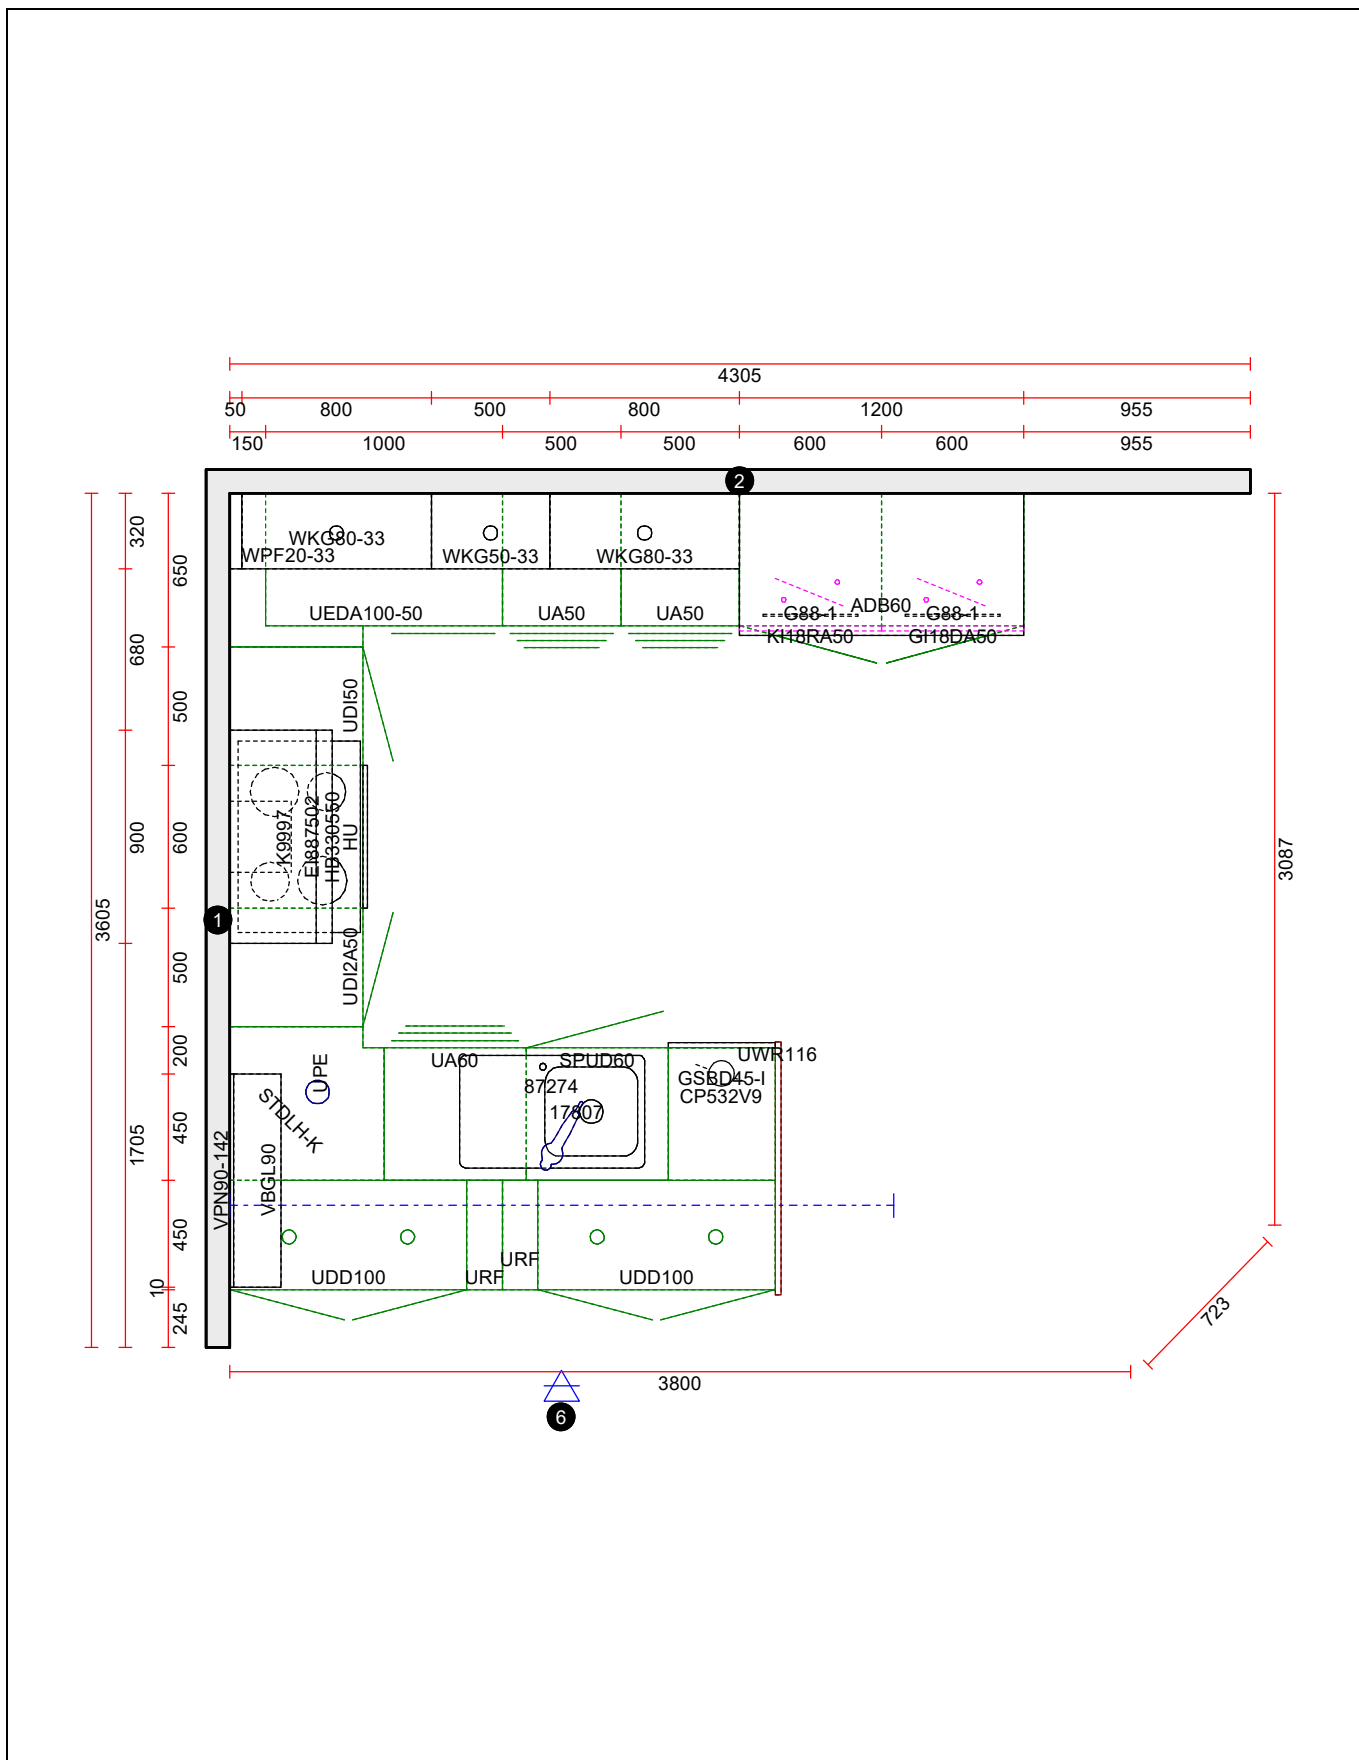 4305
50 800 500 800 1200 955
150 1000 500 500 600 600 955
2
WKG80-33
WPF20-33 WKG50-33 WKG80-33
UEDA100-50 UA50 UA50
G88-1 ADB60 G88-1
KI18RA50 GI18DA50
320
650
680
500
900
600
3605
500
200
1705
450
450
10
245
1
UDI50
K9997
EI887502
HB330550
HU
UDI2A50
3087
UPE
STDLH-K
UA60 SPUD60 UWR116
87274
GSBD45-I
CP532V9
17807
VPN90-142
VBGL90
URF
UDD100 URF UDD100
723
3800
6